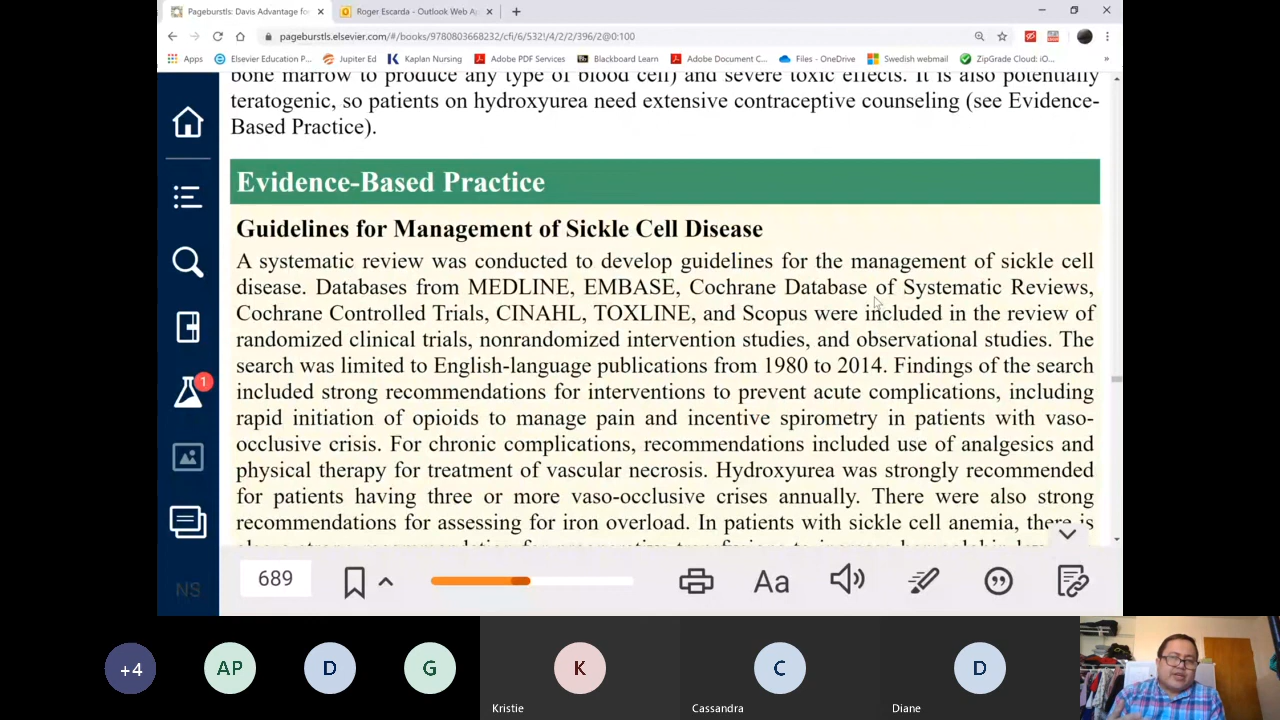 Pageburstls: Davis Advantage fo
Roger Escarda - Outlook Web Ap
pageburstls.elsevier.com/#/books/9780803668232/cfi/6/532!/4/2/2/396/2@0:100
Apps
Elsevier Education P...
Jupiter Ed
Kaplan Nursing
Adobe PDF Services
Blackboard Learn
Adobe Document C...
Files - OneDrive
Swedish webmail
ZipGrade Cloud: iO...
»
bone marrow to produce any type of blood cell) and severe toxic effects. It is also potentially
teratogenic, so patients on hydroxyurea need extensive contraceptive counseling (see Evidence-
Based Practice).
Evidence-Based Practice
Guidelines for Management of Sickle Cell Disease
A systematic review was conducted to develop guidelines for the management of sickle cell
disease. Databases from MEDLINE, EMBASE, Cochrane Database of Systematic Reviews,
Cochrane Controlled Trials, CINAHL, TOXLINE, and Scopus were included in the review of
randomized clinical trials, nonrandomized intervention studies, and observational studies. The
search was limited to English-language publications from 1980 to 2014. Findings of the search
included strong recommendations for interventions to prevent acute complications, including
rapid initiation of opioids to manage pain and incentive spirometry in patients with vaso-
occlusive crisis. For chronic complications, recommendations included use of analgesics and
physical therapy for treatment of vascular necrosis. Hydroxyurea was strongly recommended
for patients having three or more vaso-occlusive crises annually. There were also strong
recommendations for assessing for iron overload. In patients with sickle cell anemia, there is
1
NS
689
Aa
+4
AP
D
G
K
C
D
Kristie
Cassandra
Diane